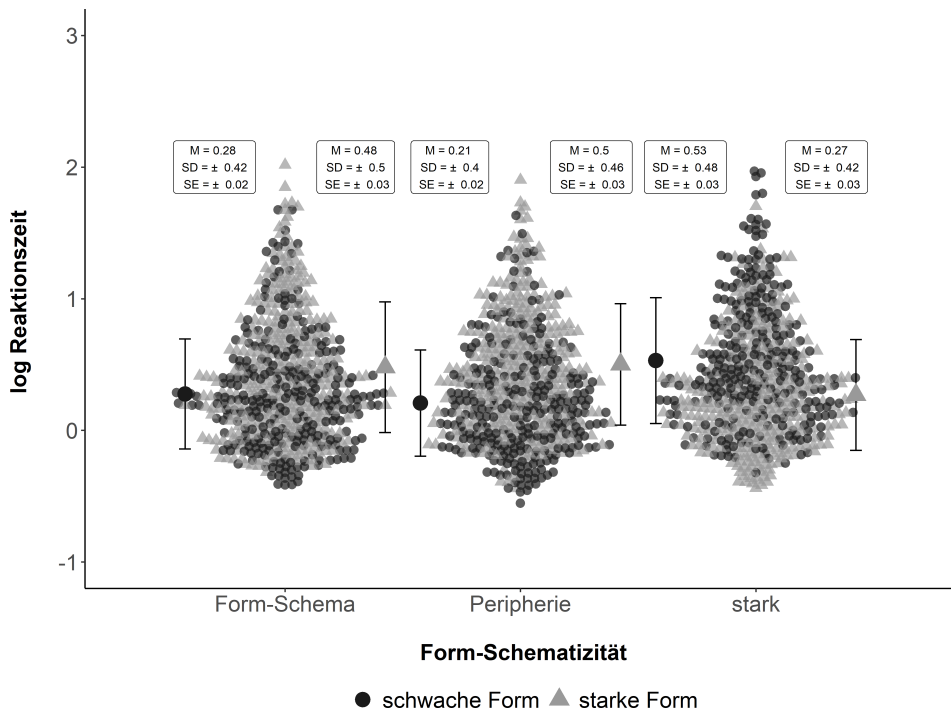 3
2
1
0
-1
log Reaktionszeit
M = 0.28
SD = ± 0.42
SE = ± 0.02
M = 0.48
SD = ± 0.5
SE = ± 0.03
M = 0.21
SD = ± 0.4
SE = ± 0.02
M = 0.5
SD = ± 0.46
SE = ± 0.03
M = 0.53
SD = ± 0.48
SE = ± 0.03
M = 0.27
SD = ± 0.42
SE = ± 0.03
Form-Schema
Peripherie
stark
Form-Schematizität
schwache Form
starke Form